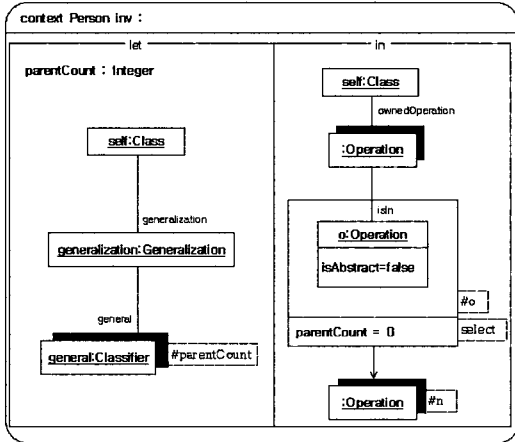 context Person inv :
let
parentCount : Integer
self:Class
generalization
generalization:Generalization
general
general:Classifier
#parentCount
in
self:Class
ownedOperation
:Operation
isIn
o:Operation
isAbstract=false
#o
parentCount = 0
select
:Operation
#n